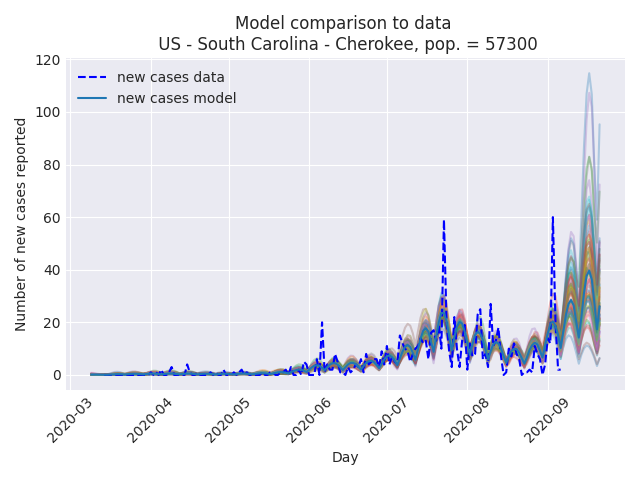 Model comparison to data
US - South Carolina - Cherokee, pop. = 57300
120
100
80
60
40
20
0
Number of new cases reported
new cases data
new cases model
2020-03
2020-04
2020-05
2020-06
2020-07
2020-08
2020-09
Day